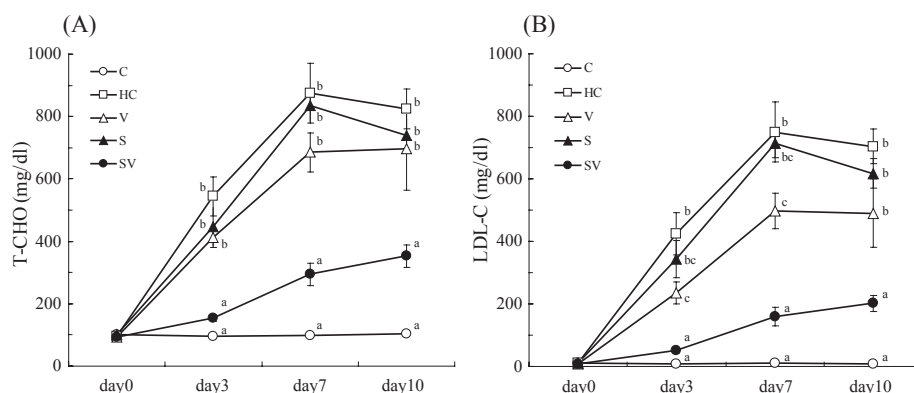 (A)
T-CHO (mg/dl)
1000
800
600
400
200
0
C
HC
V
S
SV
b
b
b
b
b
b
b
b
b
a
a
a
a
a
a
day0
day3
day7
day10
(B)
LDL-C (mg/dl)
1000
800
600
400
200
0
C
HC
V
S
SV
b
bc
c
b
bc
c
b
b
b
a
a
a
a
a
a
day0
day3
day7
day10